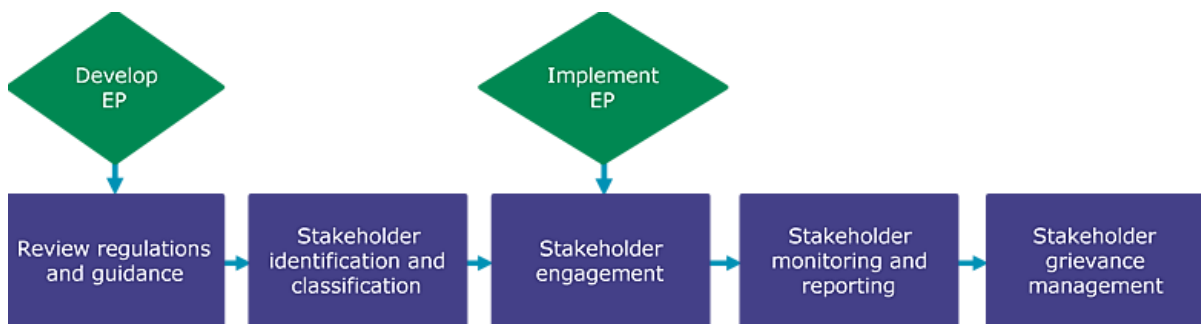 Develop
EP
Implement
EP
Review regulations
and guidance
Stakeholder
identification and
classification
Stakeholder
engagement
Stakeholder
monitoring and
reporting
Stakeholder
grievance
management